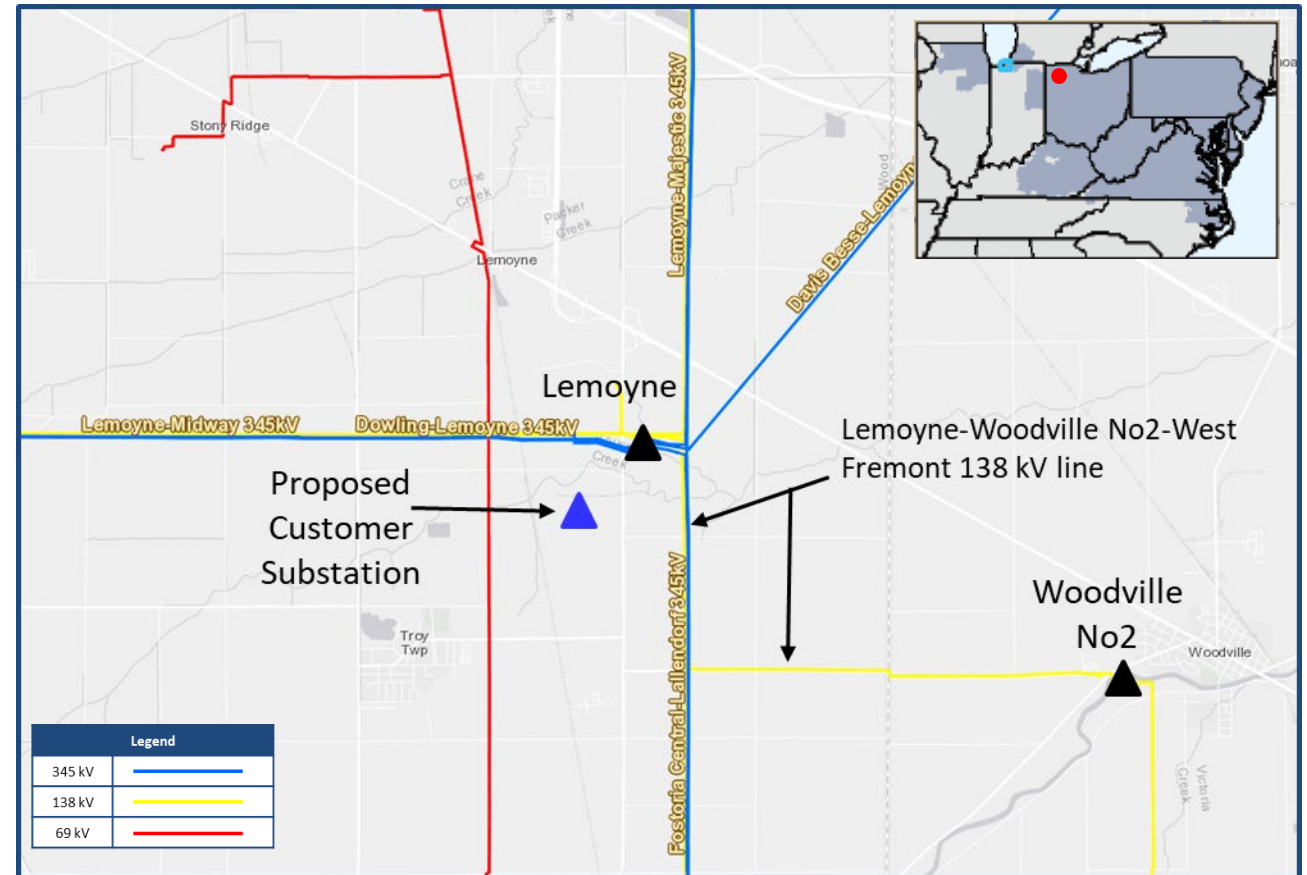 Stony Ridge
Crane
Creek
Packer
Creek
Lemoyne
Wood
Lemoyne-Majestic 345kV
Davis Besse-Lemoyn
Lemoyne
Lemoyne-Midway 345kV
Dowling-Lemoyne 345kV
Creek
Lemoyne-Woodville No2-West
Fremont 138 kV line
Proposed
Customer
Substation
Fostoria Central-Lallendorf 345kV
Troy
Twp
Woodville
No2
Woodville
Victoria
Creek
Legend
345 kV
138 kV
69 kV